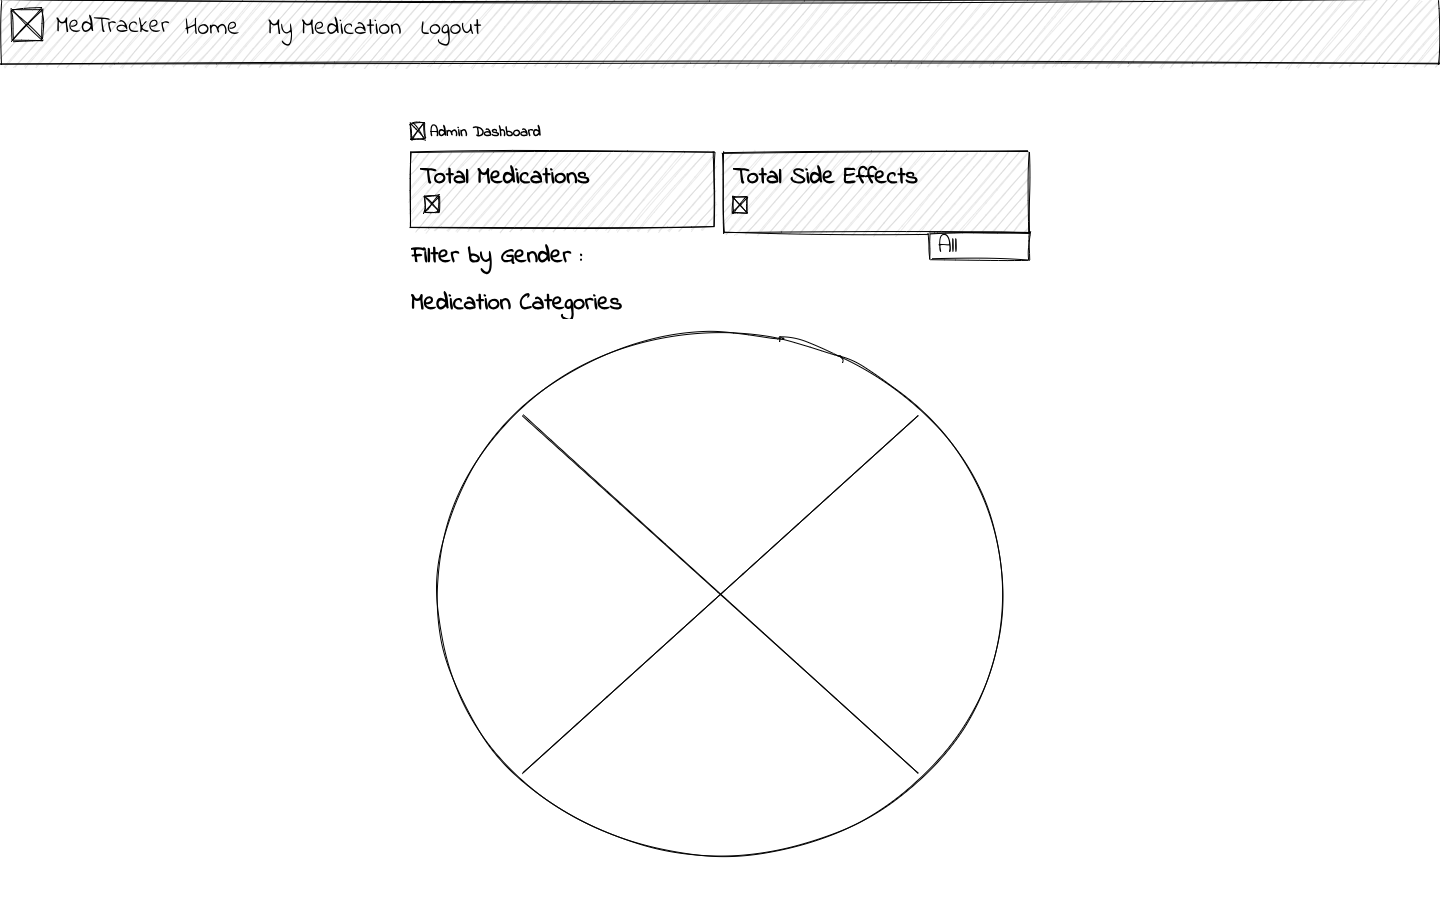 MedTracker Home My Medication Logout
Admin Dashboard
Total Medications
Total Side Effects
Filter by Gender :
All
Medication Categories